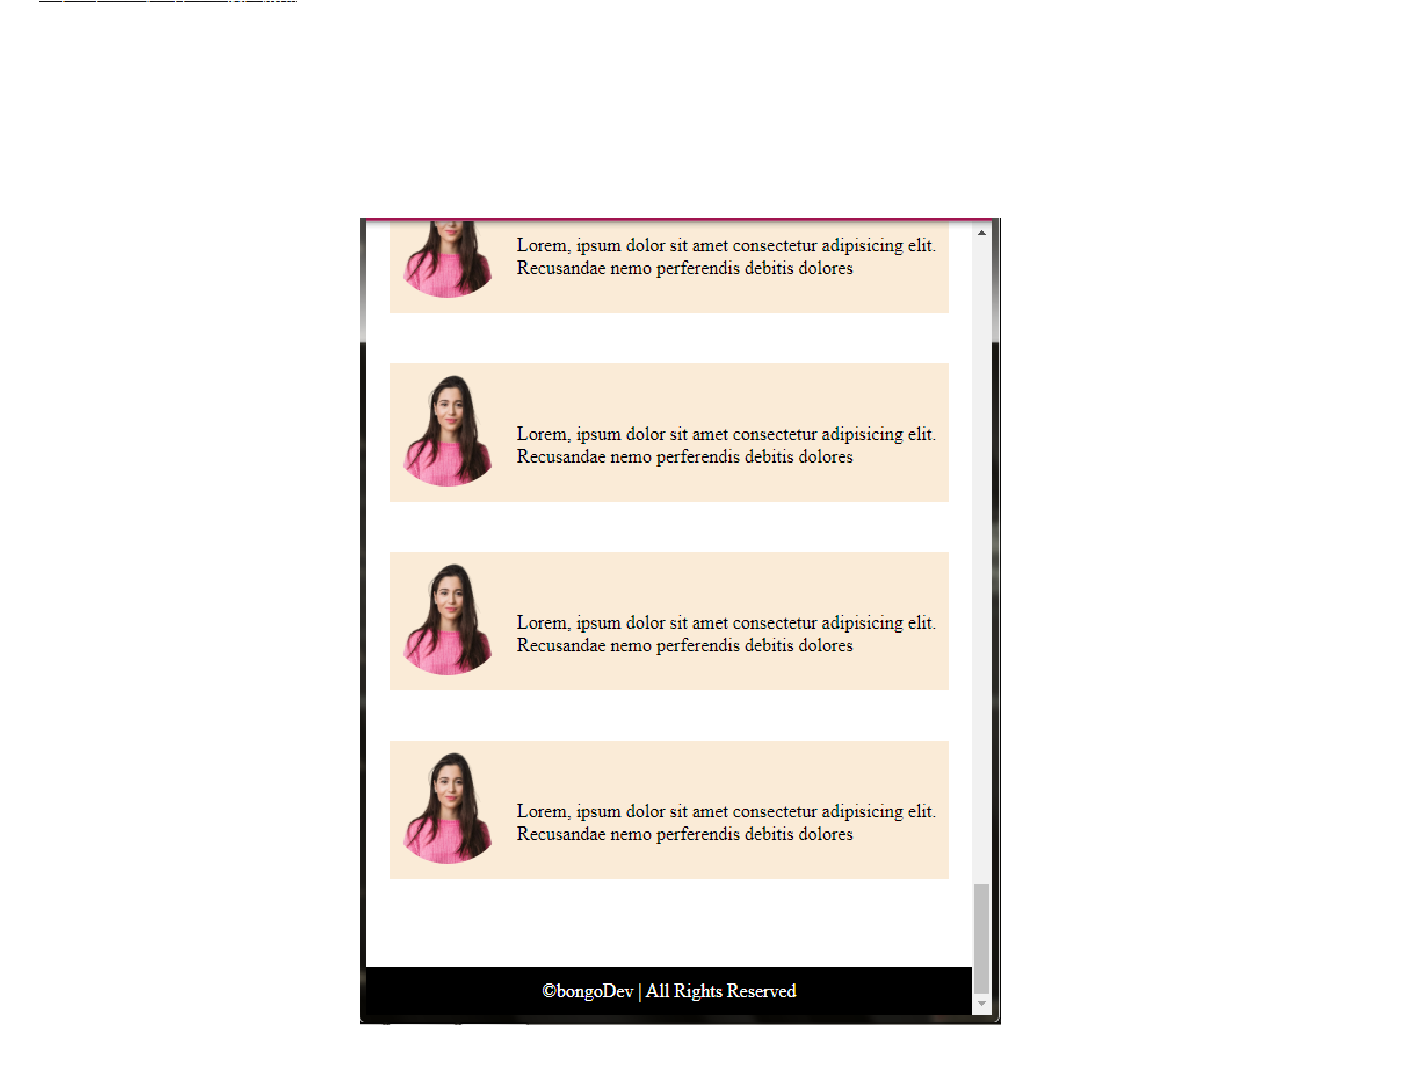 Lorem, ipsum dolor sit amet consectetur adipisicing elit.
Recusandae nemo perferendis debitis dolores
Lorem, ipsum dolor sit amet consectetur adipisicing elit.
Recusandae nemo perferendis debitis dolores
Lorem, ipsum dolor sit amet consectetur adipisicing elit.
Recusandae nemo perferendis debitis dolores
Lorem, ipsum dolor sit amet consectetur adipisicing elit.
Recusandae nemo perferendis debitis dolores
©bongoDev | All Rights Reserved